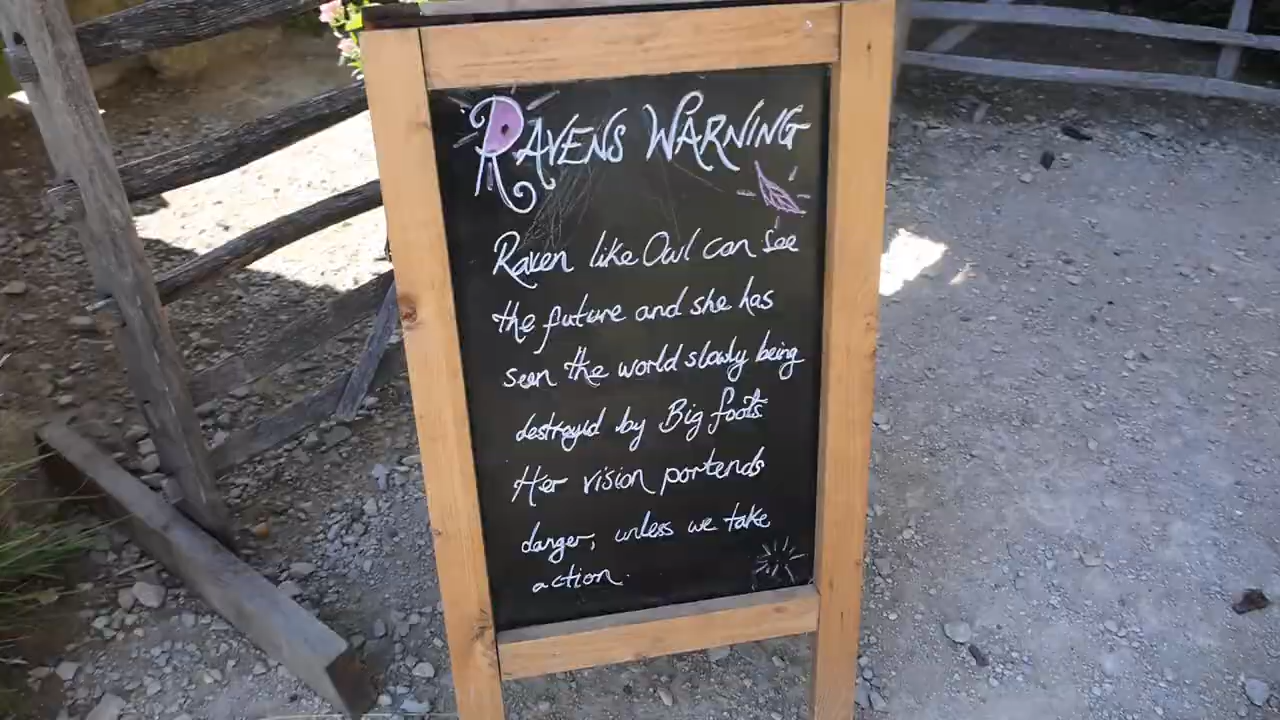 RAVENS WARNING
Raven like Owl can see
the future and she has
seen the world slowly being
destroyed by Big foots.
Her vision portends
danger, unless we take
action.